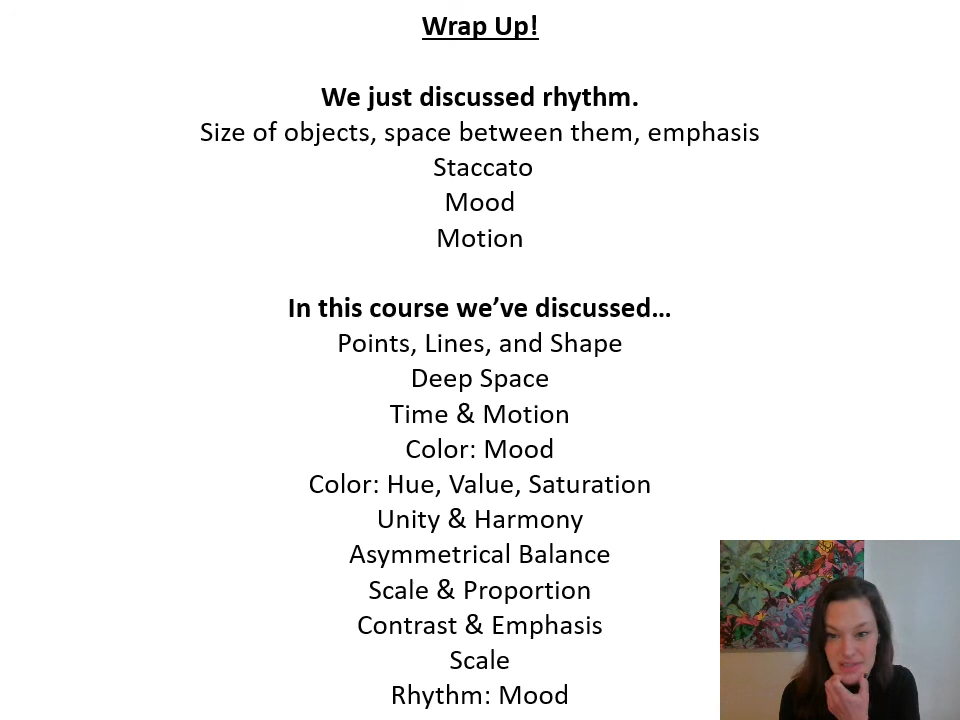 Wrap Up!
We just discussed rhythm.
Size of objects, space between them, emphasis
Staccato
Mood
Motion
In this course we’ve discussed…
Points, Lines, and Shape
Deep Space
Time & Motion
Color: Mood
Color: Hue, Value, Saturation
Unity & Harmony
Asymmetrical Balance
Scale & Proportion
Contrast & Emphasis
Scale
Rhythm: Mood